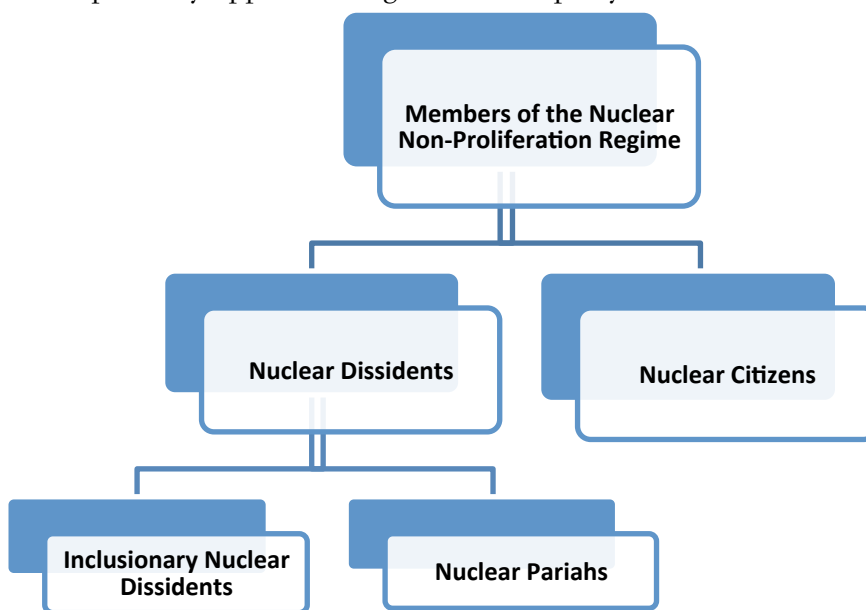 Members of the Nuclear
Non-Proliferation Regime
Nuclear Dissidents
Nuclear Citizens
Inclusionary Nuclear
Dissidents
Nuclear Pariahs